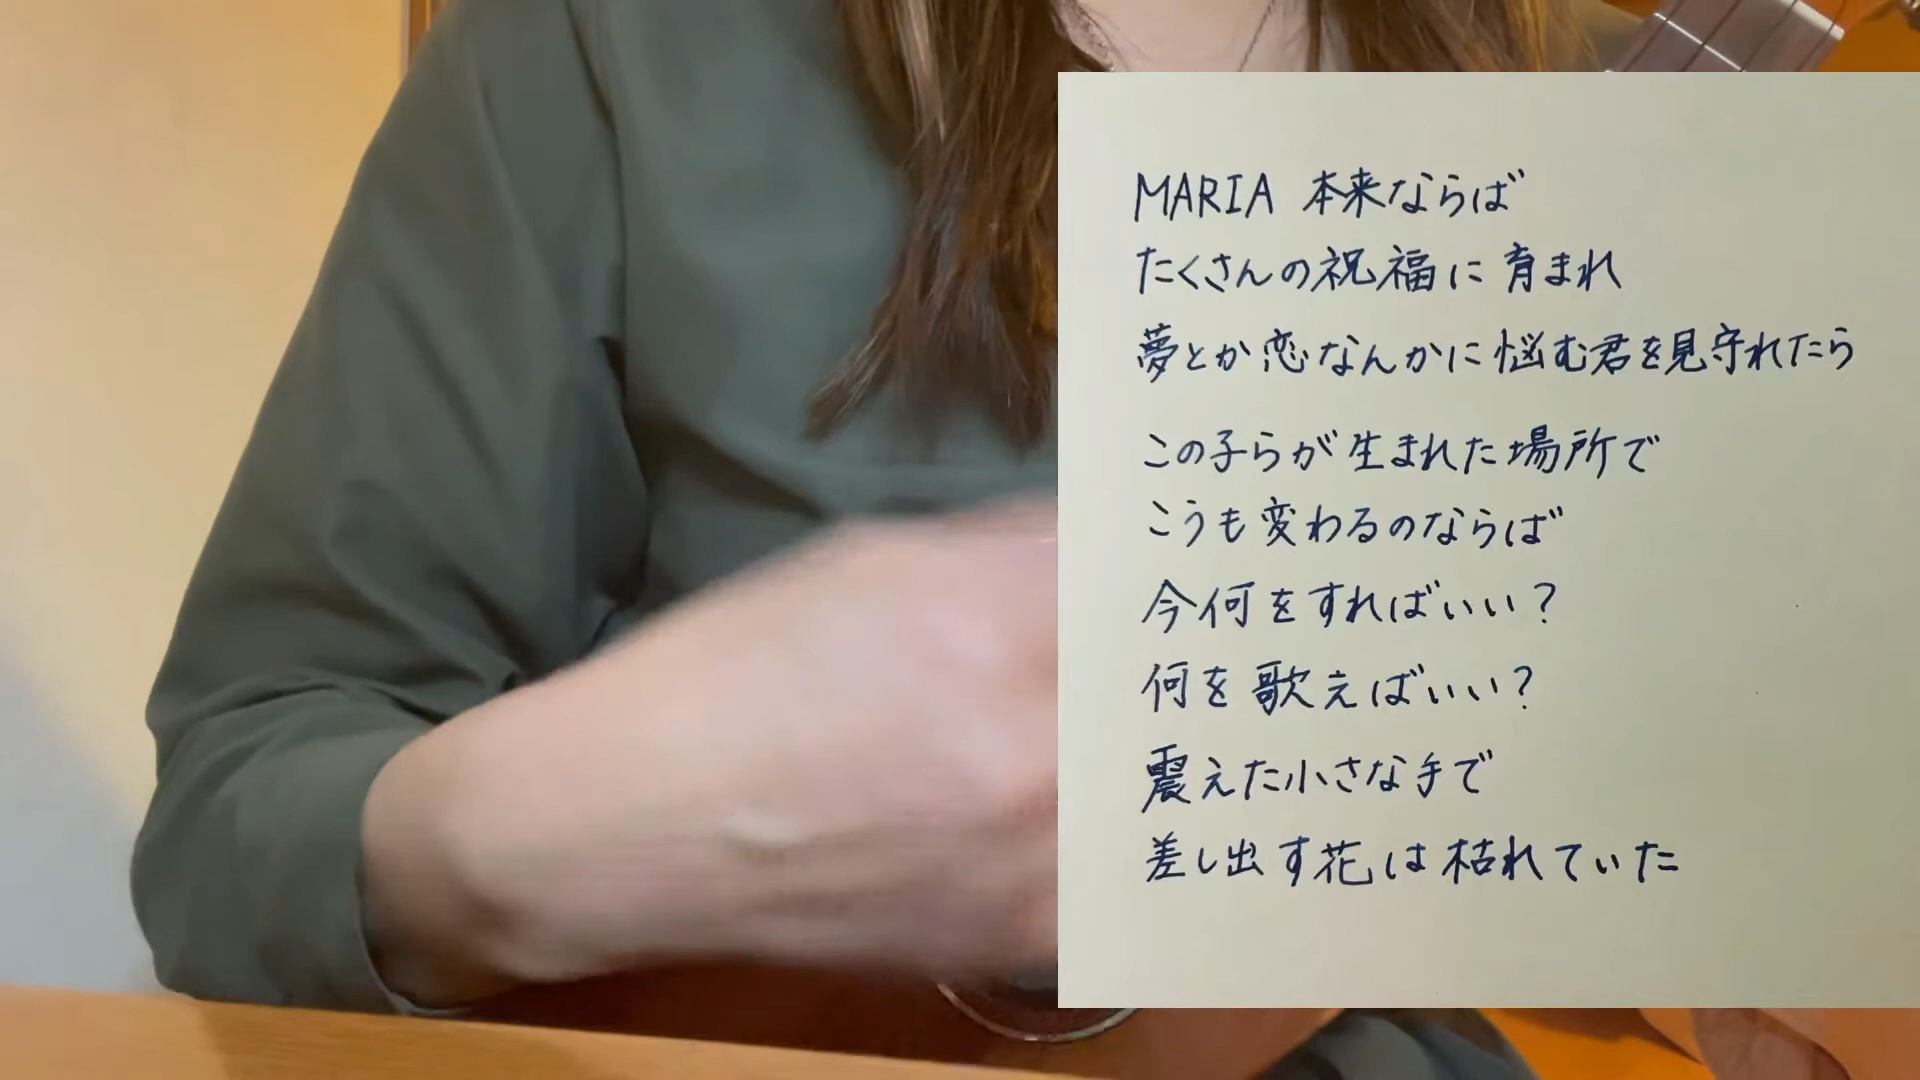 MARIA 本来ならば
たくさんの祝福に育まれ
夢とか恋なんかに悩む君を見守れたら
この子らが生まれた場所で
こうも変わるのならば
今何をすればいい？
何を歌えばいい？
震えた小さな手で
差し出す花は枯れていた